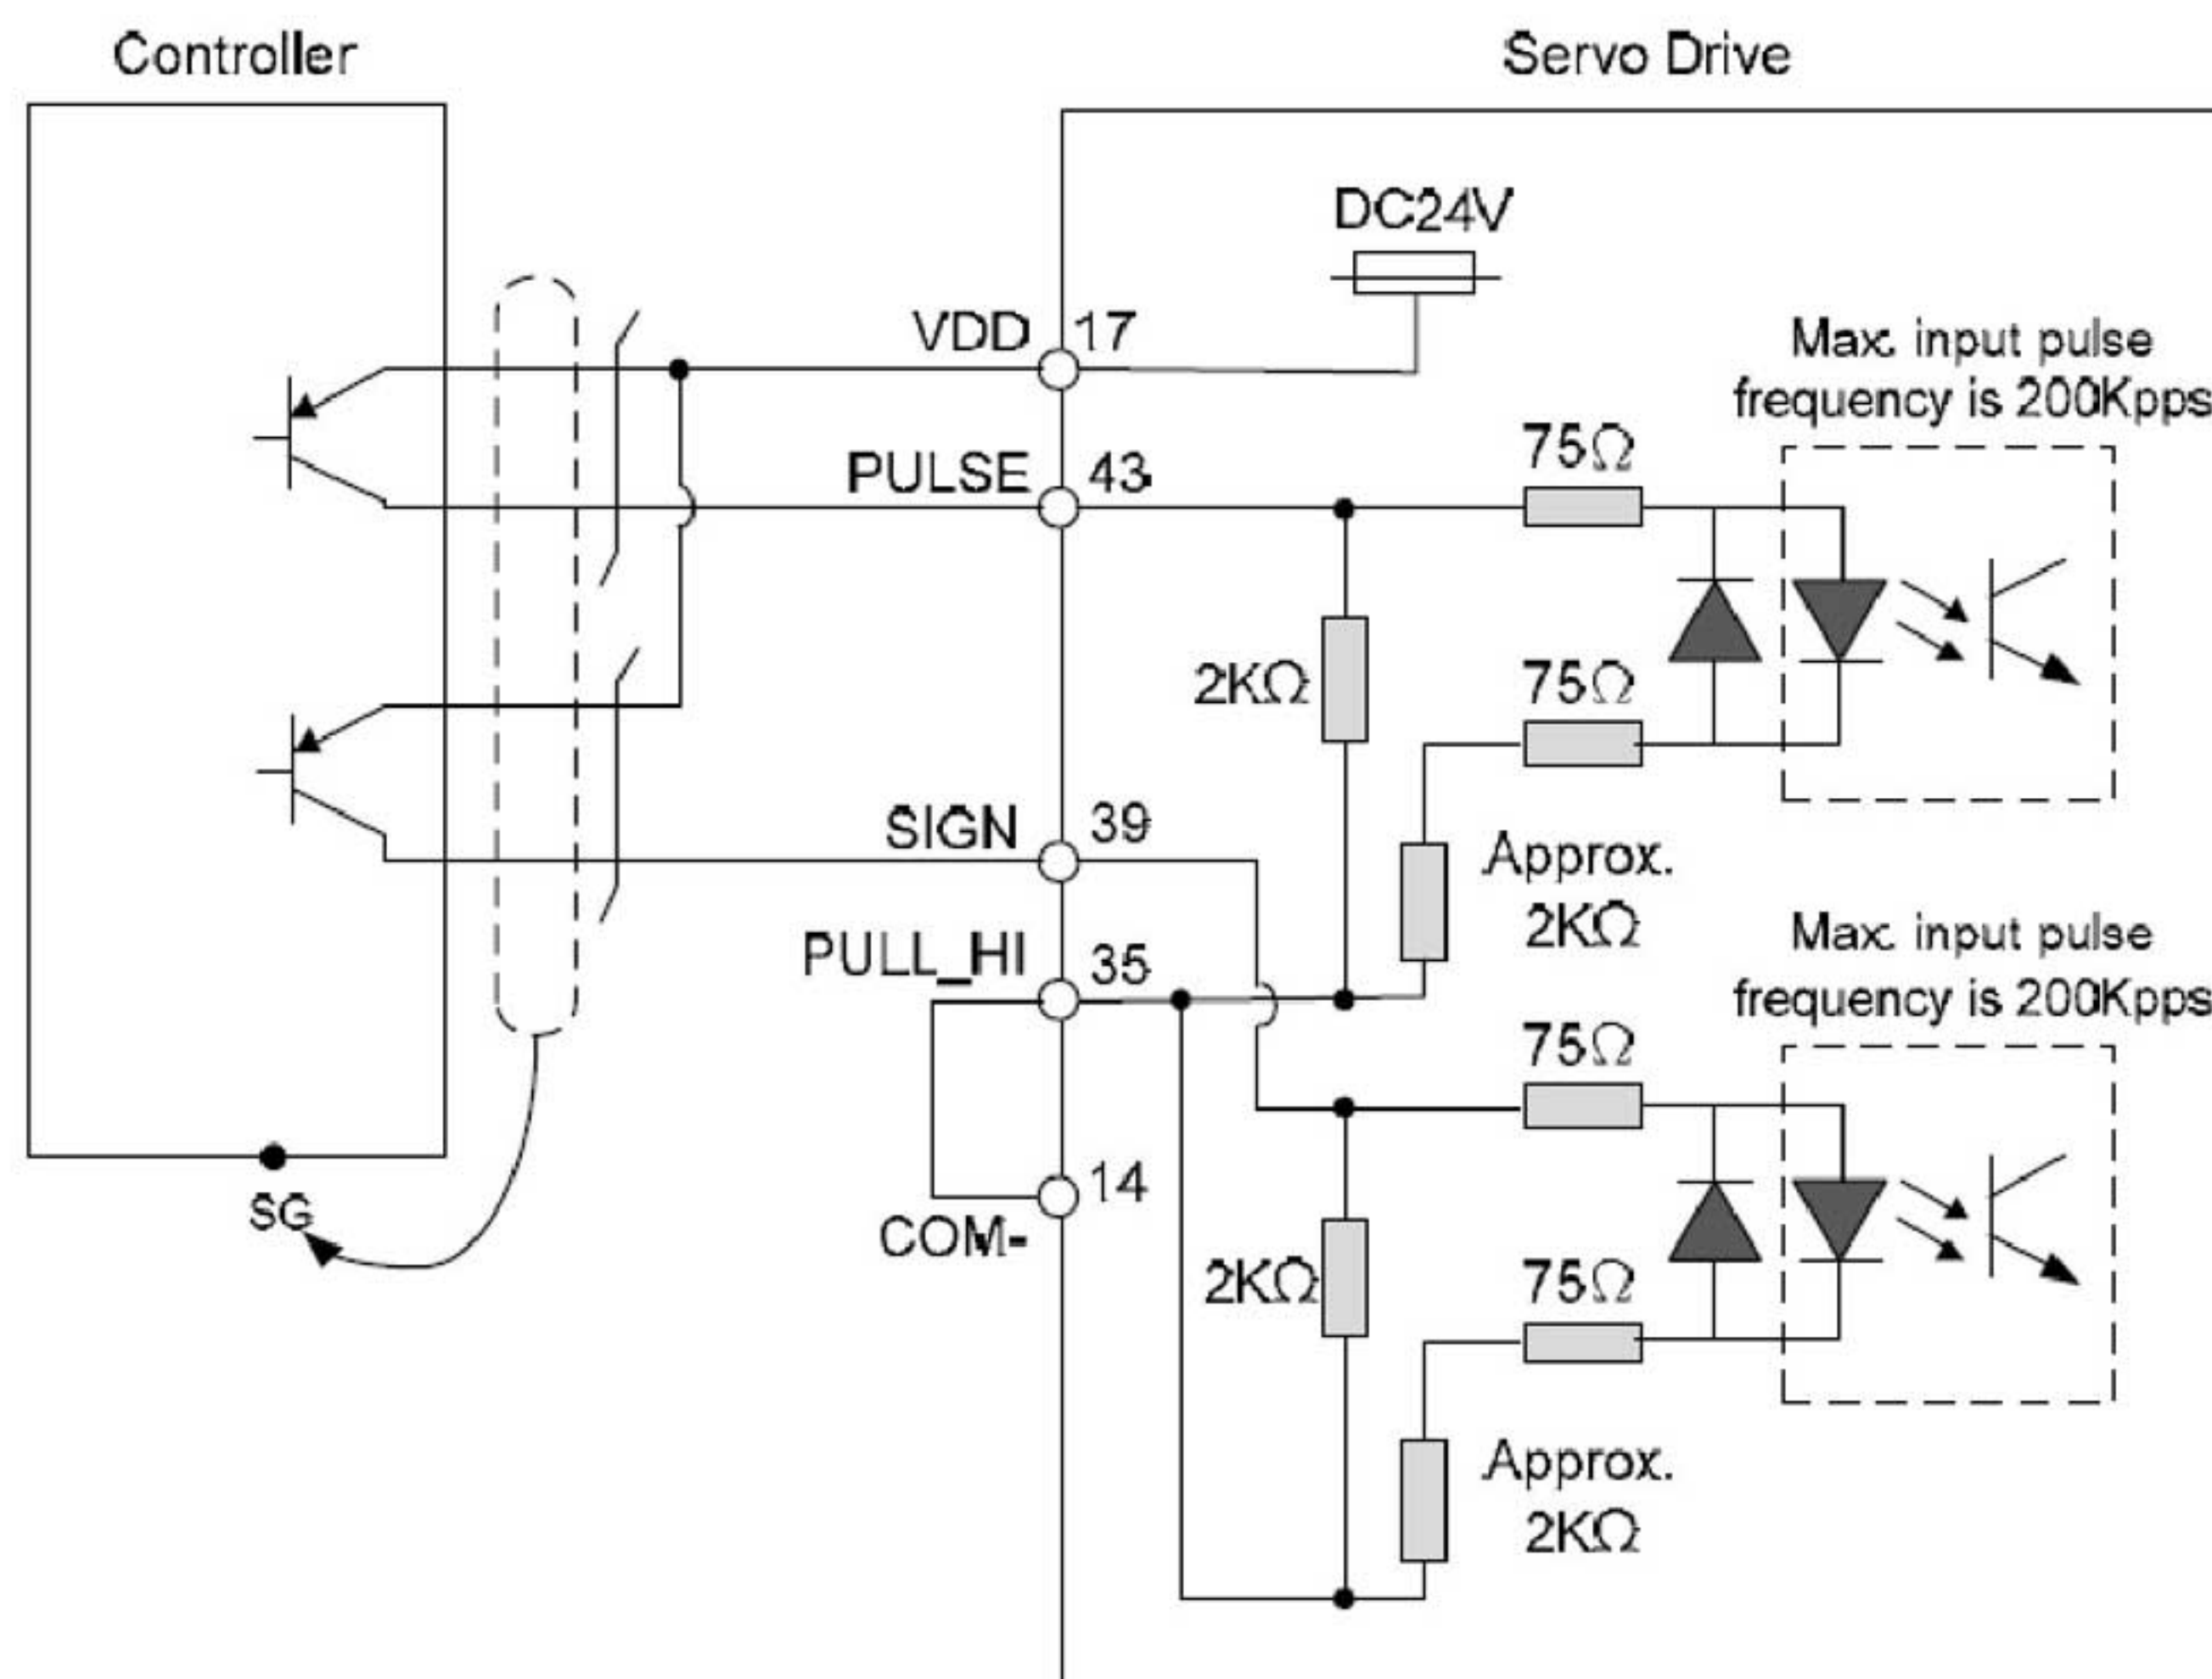 Controller
Servo Drive
DC24V
VDD 17
Max. input pulse
frequency is 200Kpps
75Ω
PULSE 43
2KΩ
75Ω
SIGN 39
Approx.
2KΩ
PULL_HI 35
Max. input pulse
frequency is 200Kpps
75Ω
14
COM-
SG
2KΩ
75Ω
Approx.
2KΩ